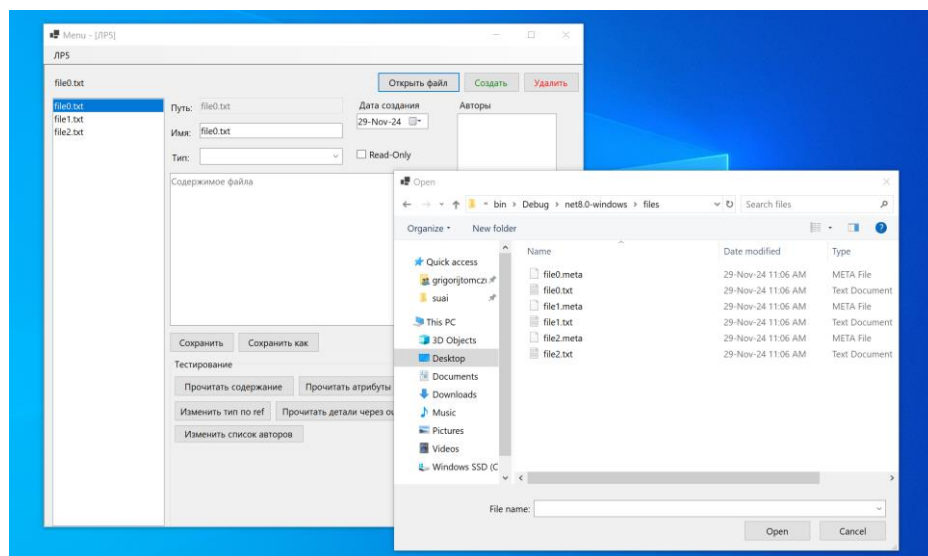 Menu - [ЛР5]
ЛР5
file0.txt
Открыть файл Создать Удалить
file0.txt
file1.txt
file2.txt
Путь: file0.txt
Дата создания
Авторы
Имя: file0.txt
29-Nov-24
Тип:
Read-Only
Содержимое файла
Сохранить Сохранить как
Тестирование
Прочитать содержание Прочитать атрибуты
Изменить тип по ref Прочитать детали через
Изменить список авторов
Open
bin > Debug > net8.0-windows > files
Search files
Organize New folder
Quick access
suai
This PC
3D Objects
Desktop
Documents
Downloads
Music
Pictures
Videos
Windows SSD (C
Name Date modified Type
file0.meta 29-Nov-24 11:06 AM META File
file0.txt 29-Nov-24 11:06 AM Text Document
file1.meta 29-Nov-24 11:06 AM META File
file1.txt 29-Nov-24 11:06 AM Text Document
file2.meta 29-Nov-24 11:06 AM META File
file2.txt 29-Nov-24 11:06 AM Text Document
File name:
Open Cancel